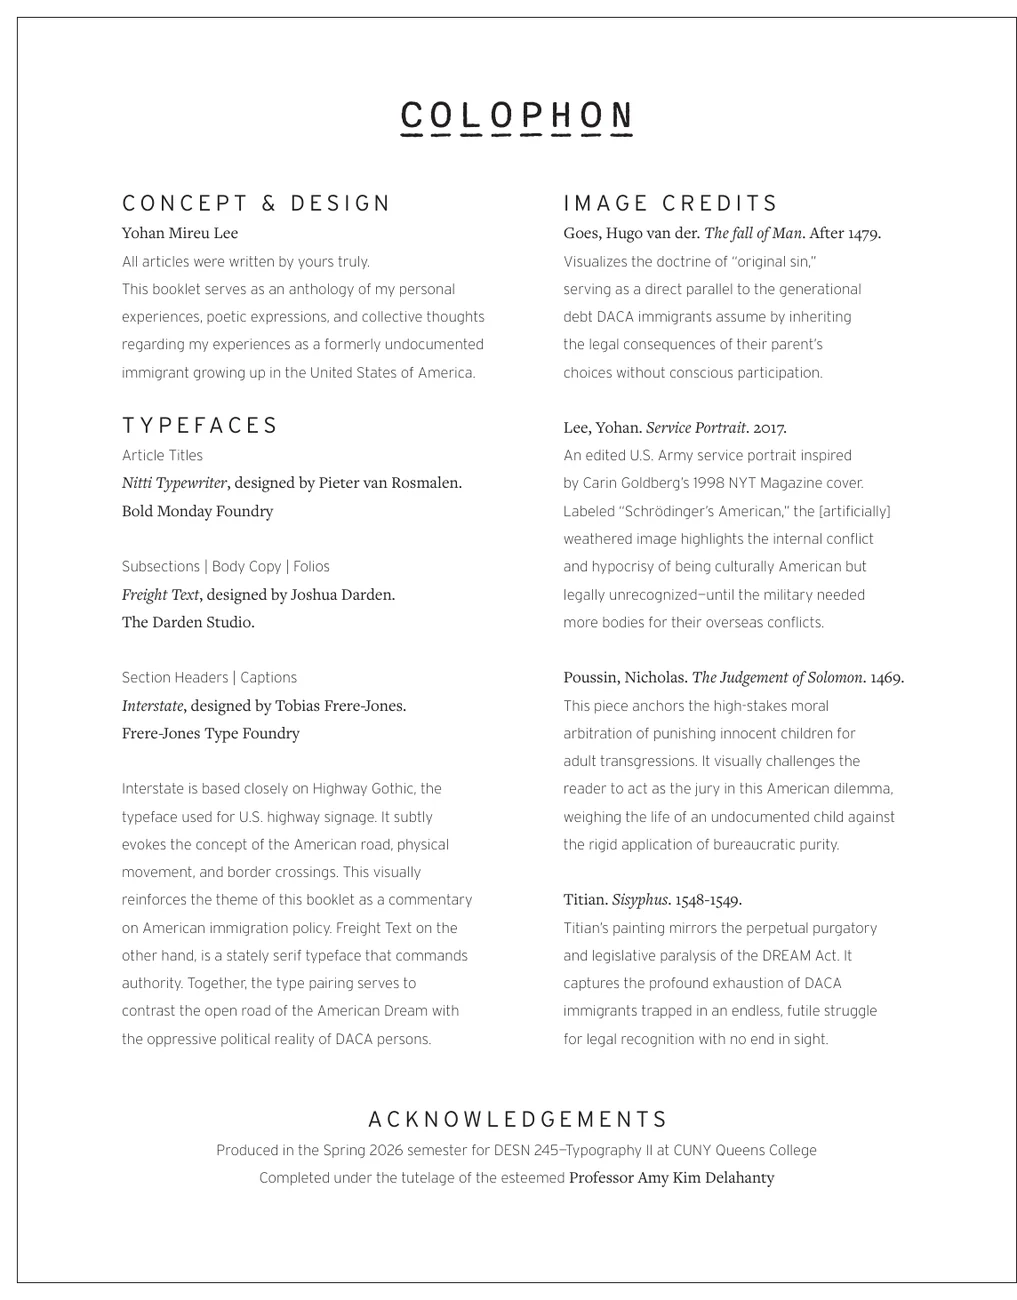 COLOPHON
CONCEPT & DESIGN
Yohan Mireu Lee
All articles were written by yours truly.
This booklet serves as an anthology of my personal
experiences, poetic expressions, and collective thoughts
regarding my experiences as a formerly undocumented
immigrant growing up in the United States of America.
TYPEFACES
Article Titles
Nitti Typewriter, designed by Pieter van Rosmalen.
Bold Monday Foundry
Subsections | Body Copy | Folios
Freight Text, designed by Joshua Darden.
The Darden Studio.
Section Headers | Captions
Interstate, designed by Tobias Frere-Jones.
Frere-Jones Type Foundry
Interstate is based closely on Highway Gothic, the
typeface used for U.S. highway signage. It subtly
evokes the concept of the American road, physical
movement, and border crossings. This visually
reinforces the theme of this booklet as a commentary
on American immigration policy. Freight Text on the
other hand, is a stately serif typeface that commands
authority. Together, the type pairing serves to
contrast the open road of the American Dream with
the oppressive political reality of DACA persons.
IMAGE CREDITS
Goes, Hugo van der. The fall of Man. After 1479.
Visualizes the doctrine of “original sin,”
serving as a direct parallel to the generational
debt DACA immigrants assume by inheriting
the legal consequences of their parent’s
choices without conscious participation.
Lee, Yohan. Service Portrait. 2017.
An edited U.S. Army service portrait inspired
by Carin Goldberg’s 1998 NYT Magazine cover.
Labeled “Schrödinger’s American,” the [artificially]
weathered image highlights the internal conflict
and hypocrisy of being culturally American but
legally unrecognized—until the military needed
more bodies for their overseas conflicts.
Poussin, Nicholas. The Judgement of Solomon. 1469.
This piece anchors the high-stakes moral
arbitration of punishing innocent children for
adult transgressions. It visually challenges the
reader to act as the jury in this American dilemma,
weighing the life of an undocumented child against
the rigid application of bureaucratic purity.
Titian. Sisyphus. 1548-1549.
Titian’s painting mirrors the perpetual purgatory
and legislative paralysis of the DREAM Act. It
captures the profound exhaustion of DACA
immigrants trapped in an endless, futile struggle
for legal recognition with no end in sight.
ACKNOWLEDGEMENTS
Produced in the Spring 2026 semester for DESN 245—Typography II at CUNY Queens College
Completed under the tutelage of the esteemed Professor Amy Kim Delahanty